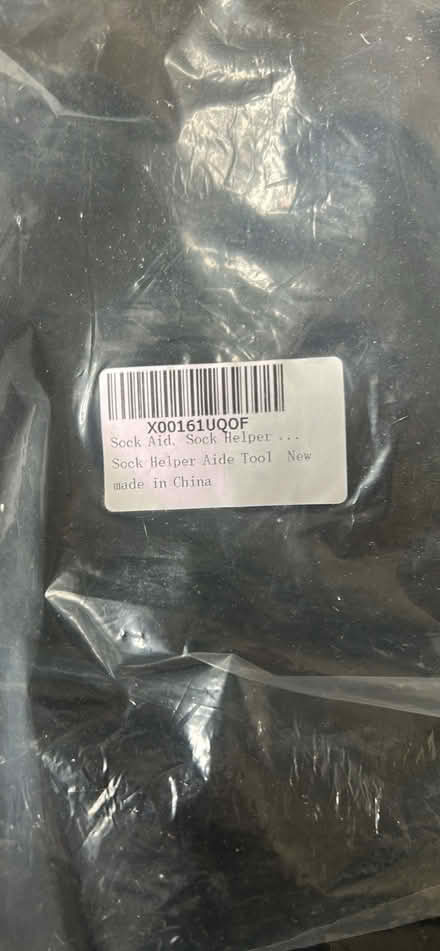 X00161UQOF
Sock Aid, Sock Helper ...
Sock Helper Aide Tool New
made in China